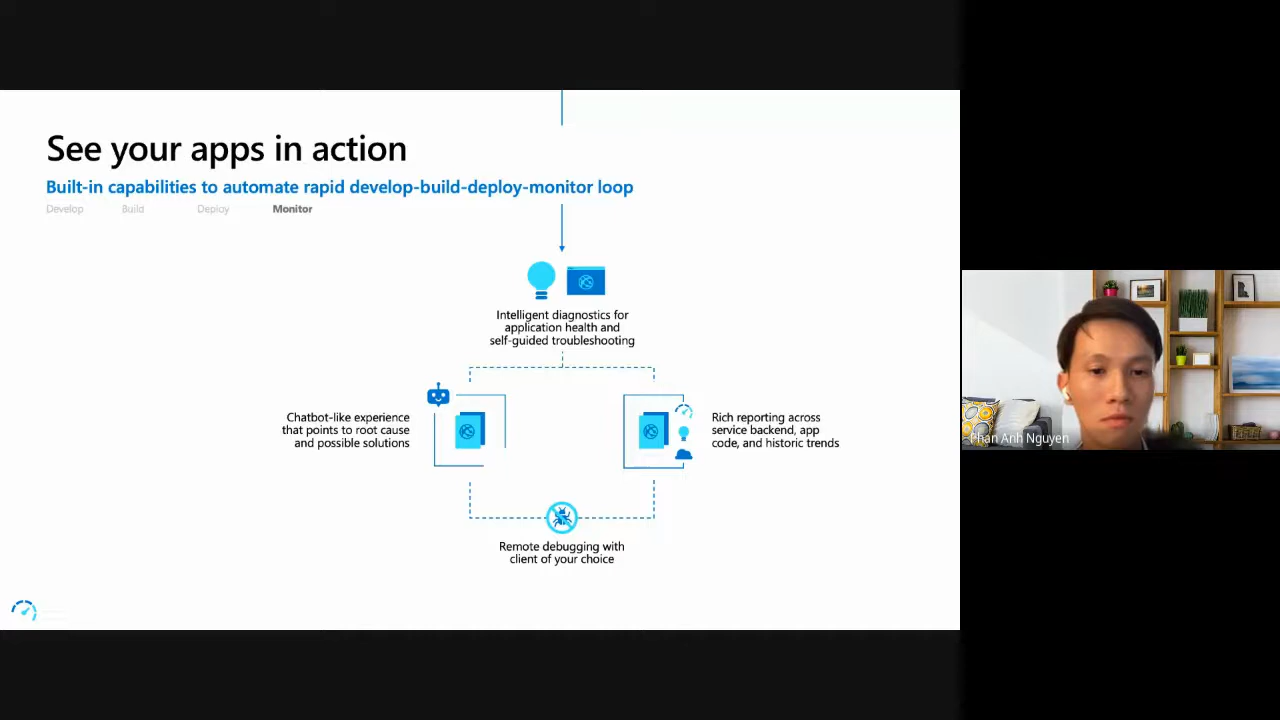 See your apps in action
Built-in capabilities to automate rapid develop-build-deploy-monitor loop
Develop Build Deploy Monitor
Intelligent diagnostics for
application health and
self-guided troubleshooting
Chatbot-like experience
that points to root cause
and possible solutions
Rich reporting across
service backend, app
code, and historic trends
Remote debugging with
client of your choice
Phan Anh Nguyen